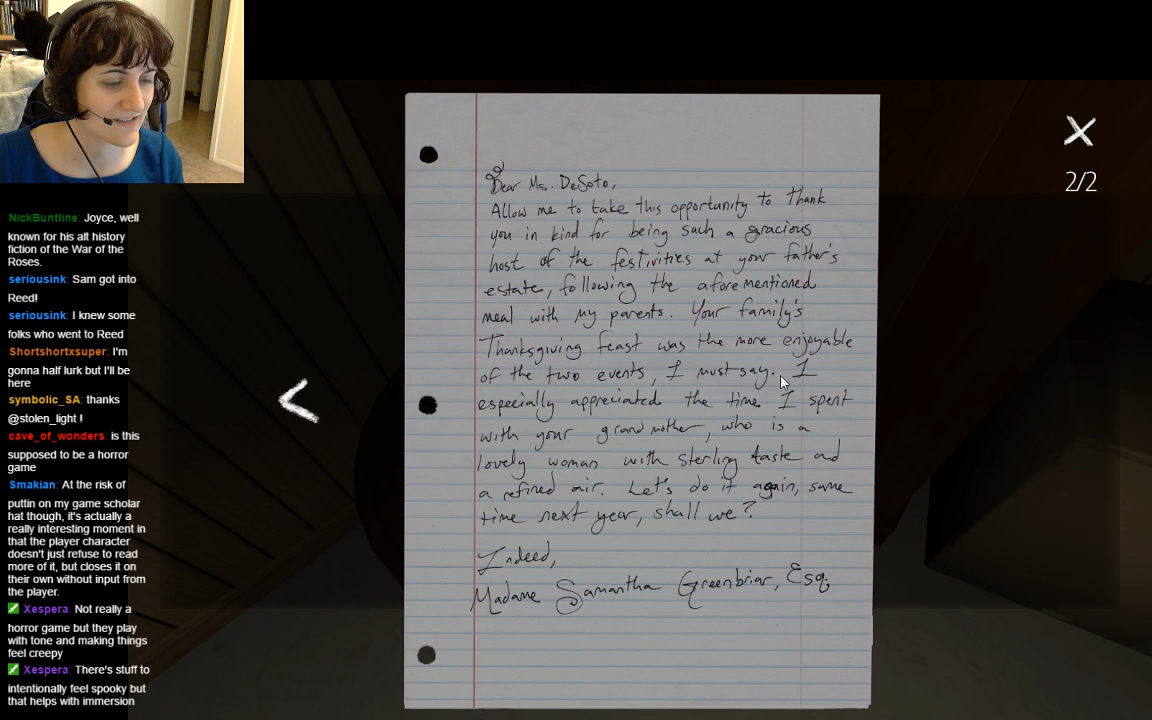 NickBuntline: Joyce, well
known for his alt history
fiction of the War of the
Roses.
seriousink: Sam got into
Reed!
seriousink: I knew some
folks who went to Reed
Shortshortxsuper: I'm
gonna half lurk but I'll be
here
symbolic_SA: thanks
@stolen_light !
cave_of_wonders: is this
supposed to be a horror
game
Smakian: At the risk of
puttin on my game scholar
hat though, it's actually a
really interesting moment in
that the player character
doesn't just refuse to read
more of it, but closes it on
their own without input from
the player.
Xespera: Not really a
horror game but they play
with tone and making things
feel creepy
Xespera: There's stuff to
intentionally feel spooky but
that helps with immersion
Dear Ms. DeSoto,
Allow me to take this opportunity to thank
you in kind for being such a gracious
host of the festivities at your father's
estate, following the aforementioned
meal with my parents. Your family's
Thanksgiving feast was the more enjoyable
of the two events, I must say. I
especially appreciated the time I spent
with your grandmother, who is a
lovely woman with sterling taste and
a refined air. Let's do it again, same
time next year, shall we?
Indeed,
Madame Samantha Greenbriar, Esq.
2/2